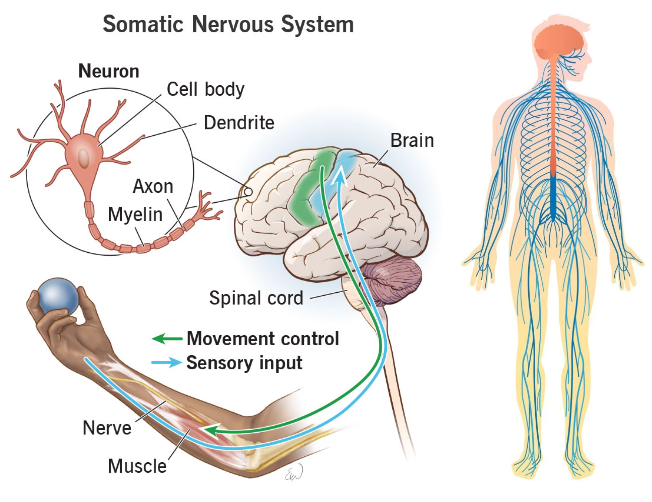 Somatic Nervous System
Neuron
Cell body
Dendrite
Brain
Axon
Myelin
Spinal cord
Movement control
Sensory input
Nerve
Muscle